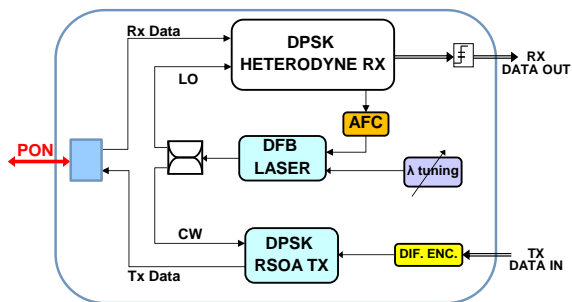 Rx Data
DPSK
HETERODYNE RX
RX
DATA OUT
LO
AFC
PON
DFB
LASER
λ tuning
CW
DPSK
RSOA TX
DIF. ENC.
TX
DATA IN
Tx Data